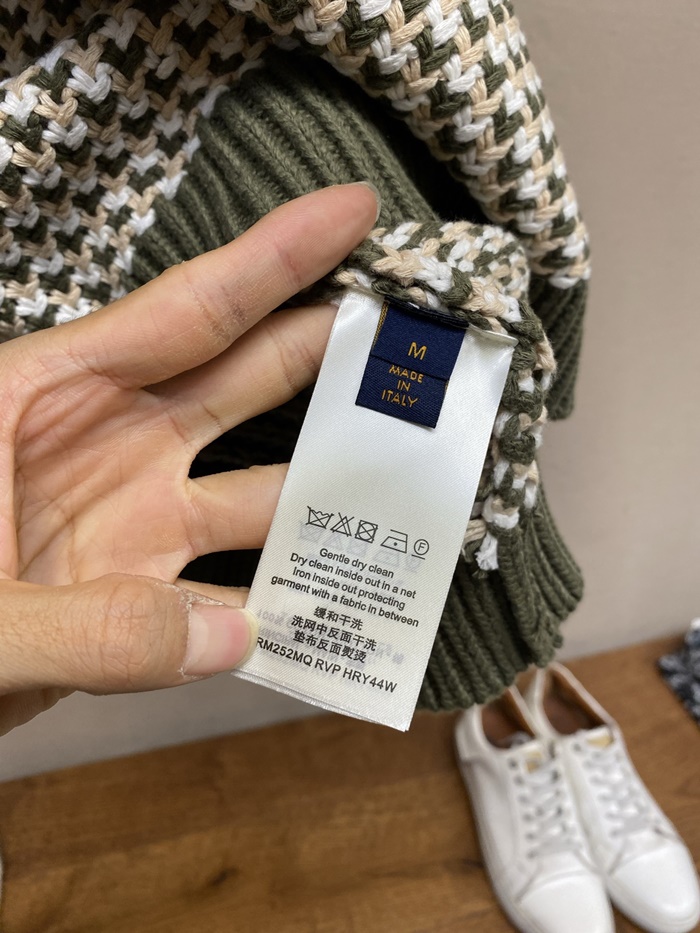 M
MADE
IN
ITALY
F
Gentle dry clean
Dry clean inside out in a net
Iron inside out protecting
garment with a fabric in between
缓和干洗
洗网中反面干洗
垫布反面熨烫
RM252MQ RVP HRY44W